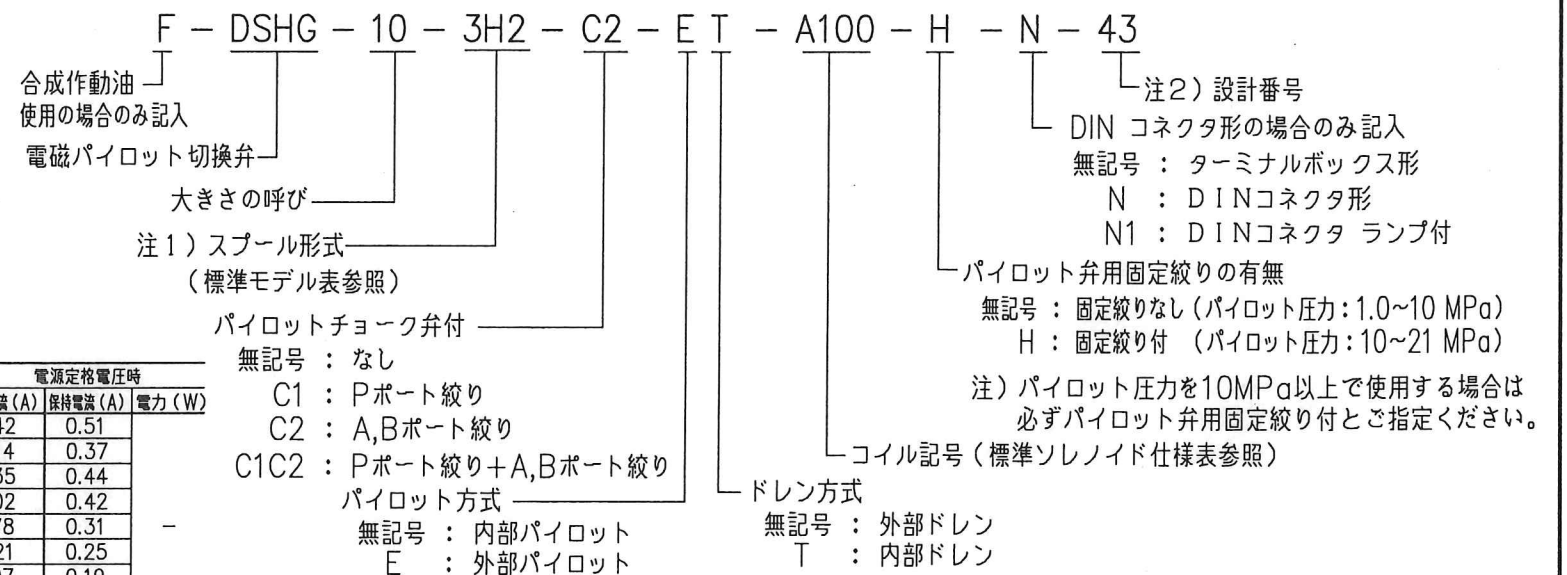 F - DSHG - 10 - 3H2 - C2 - E T - A100 - H - N - 43
合成作動油
使用の場合のみ記入
電磁パイロット切換弁
大きさの呼び
注1)スプール形式
(標準モデル表参照)
パイロットチョーク弁付
無記号 : なし
C1 : Pポート絞り
C2 : A,Bポート絞り
C1C2 : Pポート絞り+A,Bポート絞り
パイロット方式
無記号 : 内部パイロット
E : 外部パイロット
ドレン方式
無記号 : 外部ドレン
T : 内部ドレン
コイル記号(標準ソレノイド仕様表参照)
パイロット弁用固定絞りの有無
無記号 : 固定絞りなし(パイロット圧力:1.0~10 MPa)
H : 固定絞り付 (パイロット圧力:10~21 MPa)
注)パイロット圧力を10MPa以上で使用する場合は
必ずパイロット弁用固定絞り付とご指定ください。
DIN コネクタ形の場合のみ記入
無記号 : ターミナルボックス形
N : DINコネクタ形
N1 : DINコネクタ ランプ付
注2)設計番号
電源定格電圧時
(A) 保持電流(A) 電力(W)
0.51
0.37
0.44
0.42
0.31 -
0.25